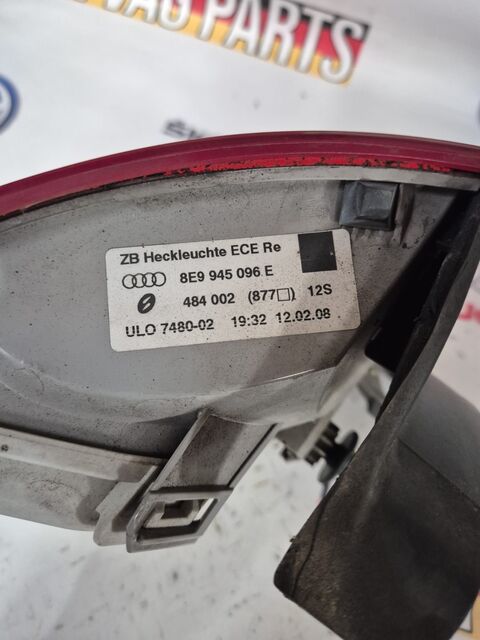 VAG PARTS
ZB Heckleuchte ECE Re
8E9 945 096 E
484 002 (877□) 12S
ULO 7480-02 19:32 12.02.08